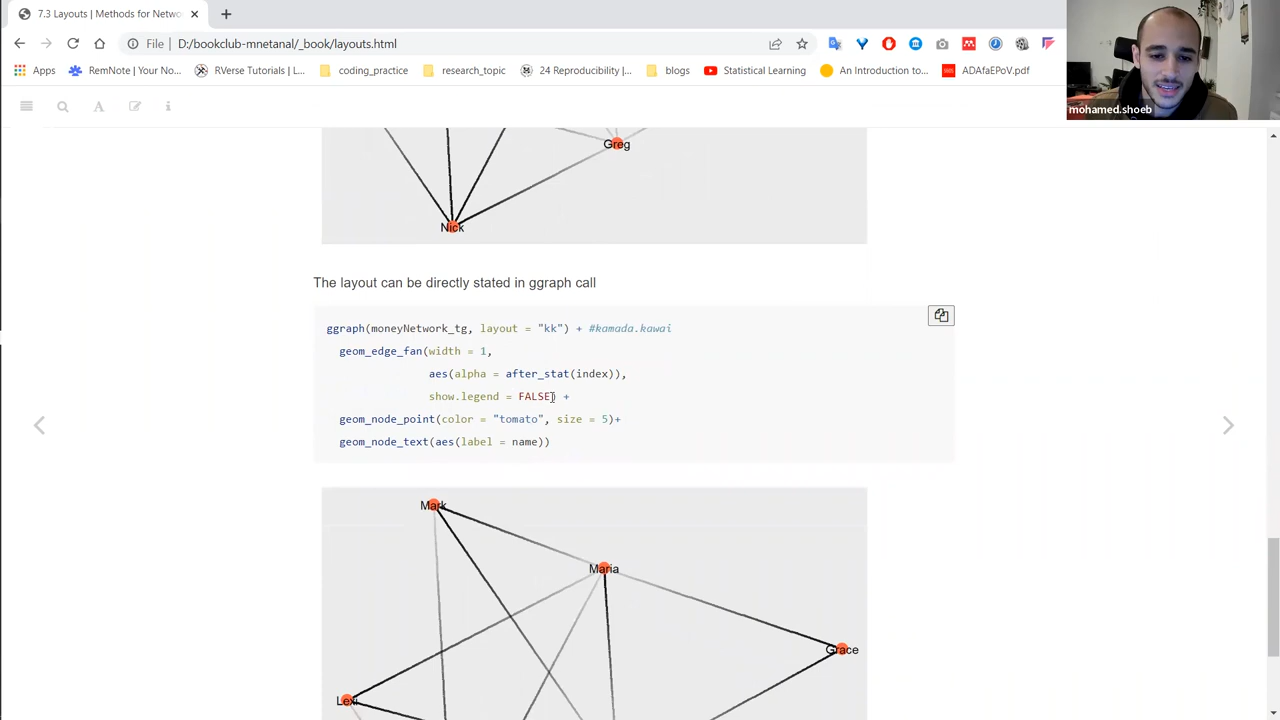 7.3 Layouts | Methods for Netwo
File
D:/bookclub-mnetanal/_book/layouts.html
Apps
RemNote | Your No...
RVerse Tutorials | L...
coding_practice
research_topic
24 Reproducibility |...
blogs
Statistical Learning
An Introduction to...
ADAfaEPoV.pdf
mohamed.shoeb
Greg
Nick
The layout can be directly stated in ggraph call
ggraph(moneyNetwork_tg, layout = "kk") + #kamada.kawai
geom_edge_fan(width = 1,
aes(alpha = after_stat(index)),
show.legend = FALSE) +
geom_node_point(color = "tomato", size = 5)+
geom_node_text(aes(label = name))
Mark
Maria
Grace
Lexi